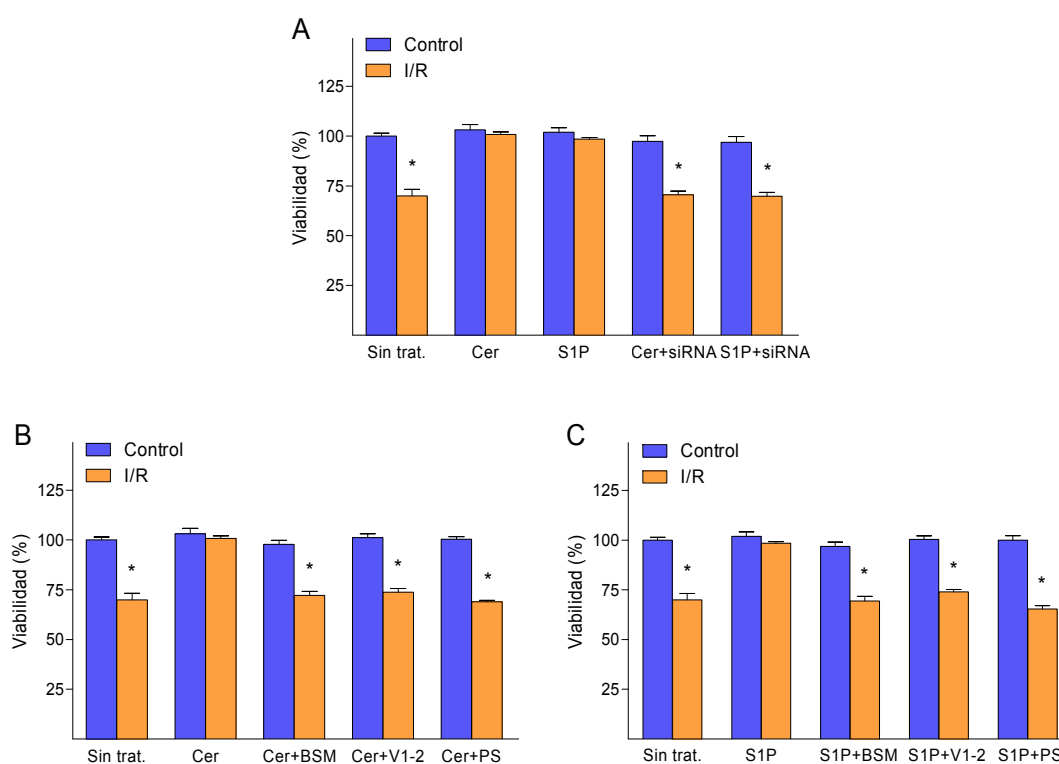 A
Control
I/R
Viabilidad (%)
125
100
75
50
25
*
*
*
Sin trat. Cer S1P Cer+siRNA S1P+siRNA
B
Control
I/R
Viabilidad (%)
125
100
75
50
25
*
*
*
*
Sin trat. Cer Cer+BSM Cer+V1-2 Cer+PS
C
Control
I/R
Viabilidad (%)
125
100
75
50
25
*
*
*
*
Sin trat. S1P S1P+BSM S1P+V1-2 S1P+PS